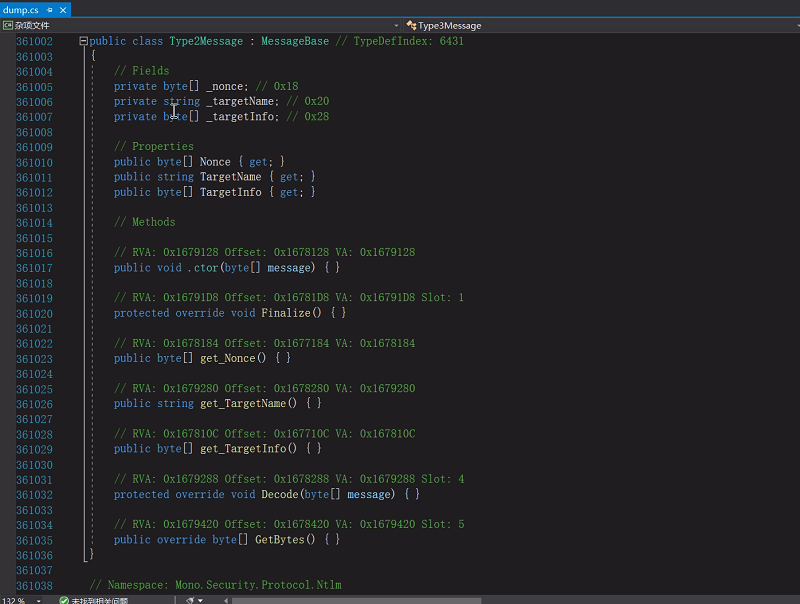 dump.cs
杂项文件 Type3Message
361002 public class Type2Message : MessageBase // TypeDefIndex: 6431
361003 {
361004 // Fields
361005 private byte[] _nonce; // 0x18
361006 private string _targetName; // 0x20
361007 private byte[] _targetInfo; // 0x28
361008
361009 // Properties
361010 public byte[] Nonce { get; }
361011 public string TargetName { get; }
361012 public byte[] TargetInfo { get; }
361013
361014 // Methods
361015
361016 // RVA: 0x1679128 Offset: 0x1678128 VA: 0x1679128
361017 public void .ctor(byte[] message) { }
361018
361019 // RVA: 0x16791D8 Offset: 0x16781D8 VA: 0x16791D8 Slot: 1
361020 protected override void Finalize() { }
361021
361022 // RVA: 0x1678184 Offset: 0x1677184 VA: 0x1678184
361023 public byte[] get_Nonce() { }
361024
361025 // RVA: 0x1679280 Offset: 0x1678280 VA: 0x1679280
361026 public string get_TargetName() { }
361027
361028 // RVA: 0x167810C Offset: 0x167710C VA: 0x167810C
361029 public byte[] get_TargetInfo() { }
361030
361031 // RVA: 0x1679288 Offset: 0x1678288 VA: 0x1679288 Slot: 4
361032 protected override void Decode(byte[] message) { }
361033
361034 // RVA: 0x1679420 Offset: 0x1678420 VA: 0x1679420 Slot: 5
361035 public override byte[] GetBytes() { }
361036 }
361037
361038 // Namespace: Mono.Security.Protocol.Ntlm
132 % 未找到相关问题